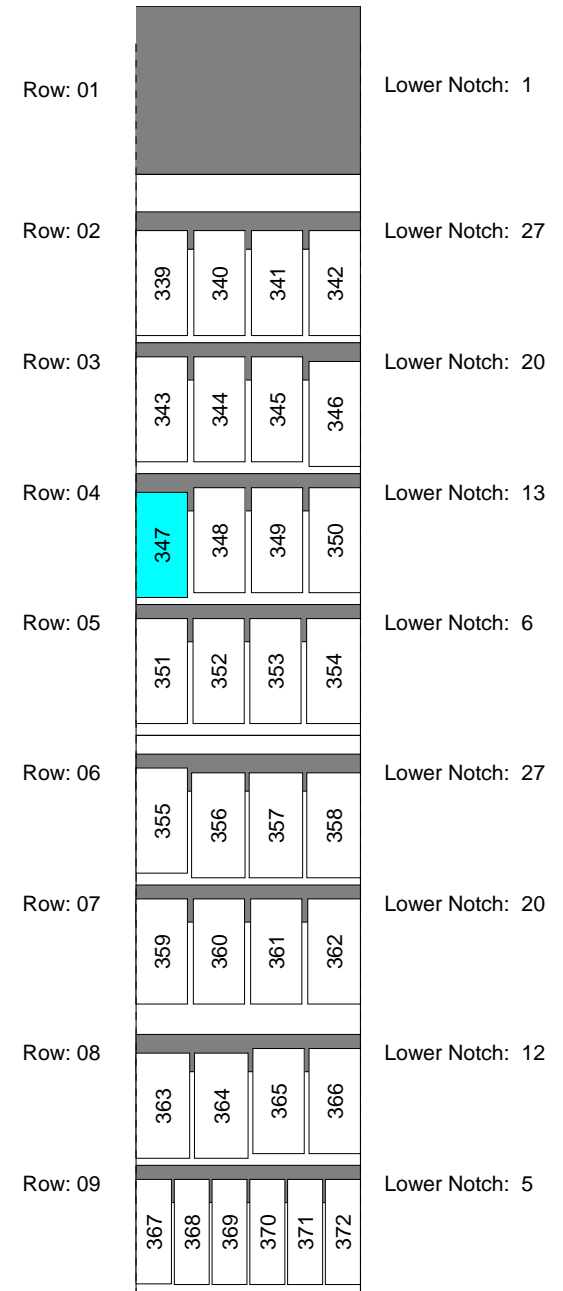 Row: 01
Lower Notch: 1
Row: 02
Lower Notch: 27
339 340 341 342
Row: 03
Lower Notch: 20
343 344 345 346
Row: 04
Lower Notch: 13
347 348 349 350
Row: 05
Lower Notch: 6
351 352 353 354
Row: 06
Lower Notch: 27
355 356 357 358
Row: 07
Lower Notch: 20
359 360 361 362
Row: 08
Lower Notch: 12
363 364 365 366
Row: 09
Lower Notch: 5
367 368 369 370 371 372